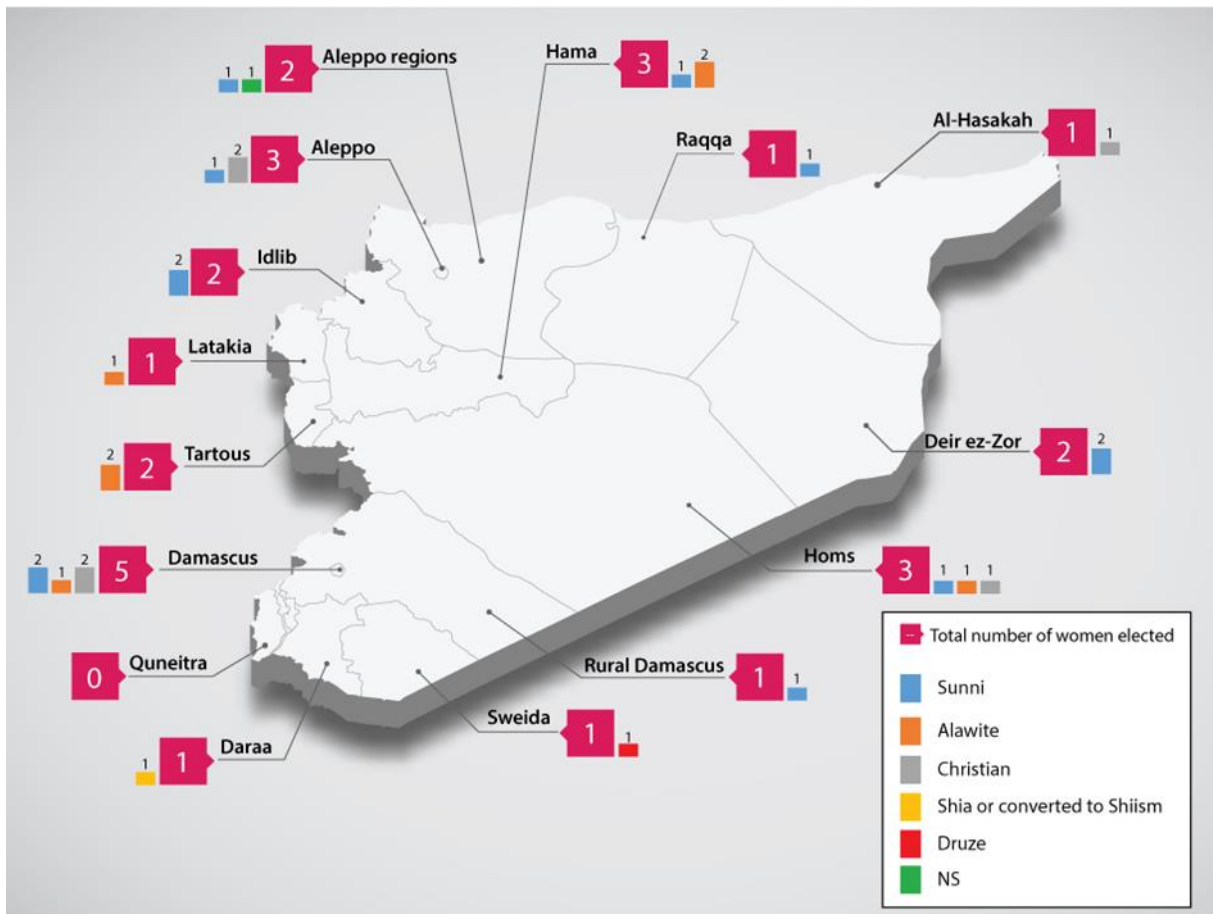 Aleppo regions
1 1 2
Hama
3 1 2
Al-Hasakah
1 1
Raqqa
1 1
Aleppo
1 2 3
Idlib
2 2
Latakia
1 1
Tartous
2 2
Deir ez-Zor
2 2
Damascus
2 1 2 5
Homs
3 1 1 1
Quneitra
0
Rural Damascus
1 1
Sweida
1 1
Daraa
1 1
-- Total number of women elected
Sunni
Alawite
Christian
Shia or converted to Shiism
Druze
NS